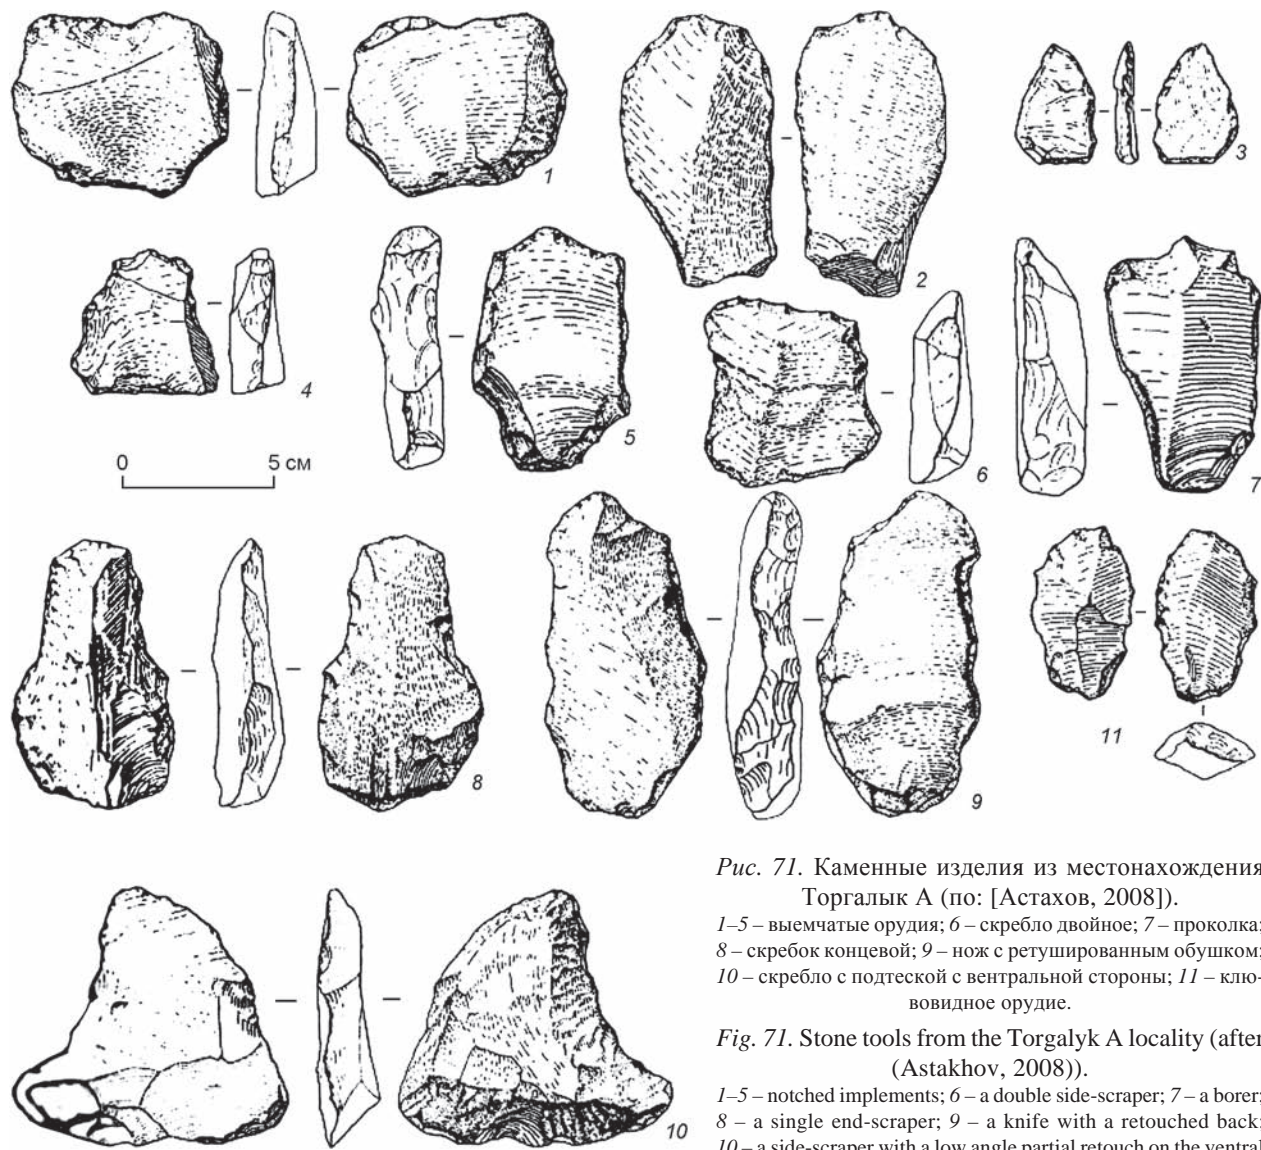 1
2
3
4
5
6
7
0 5 см
8
9
10
11
Рис. 71. Каменные изделия из местонахождения
Торгалык А (по: [Астахов, 2008]).
1–5 – выемчатые орудия; 6 – скребло двойное; 7 – проколка;
8 – скребок концевой; 9 – нож с ретушированным обушком;
10 – скребло с подтеской с вентральной стороны; 11 – клю-
вовидное орудие.
Fig. 71. Stone tools from the Torgalyk A locality (after
(Astakhov, 2008)).
1–5 – notched implements; 6 – a double side-scraper; 7 – a borer;
8 – a single end-scraper; 9 – a knife with a retouched back;
10 – a side-scraper with a low angle partial retouch on the ventral